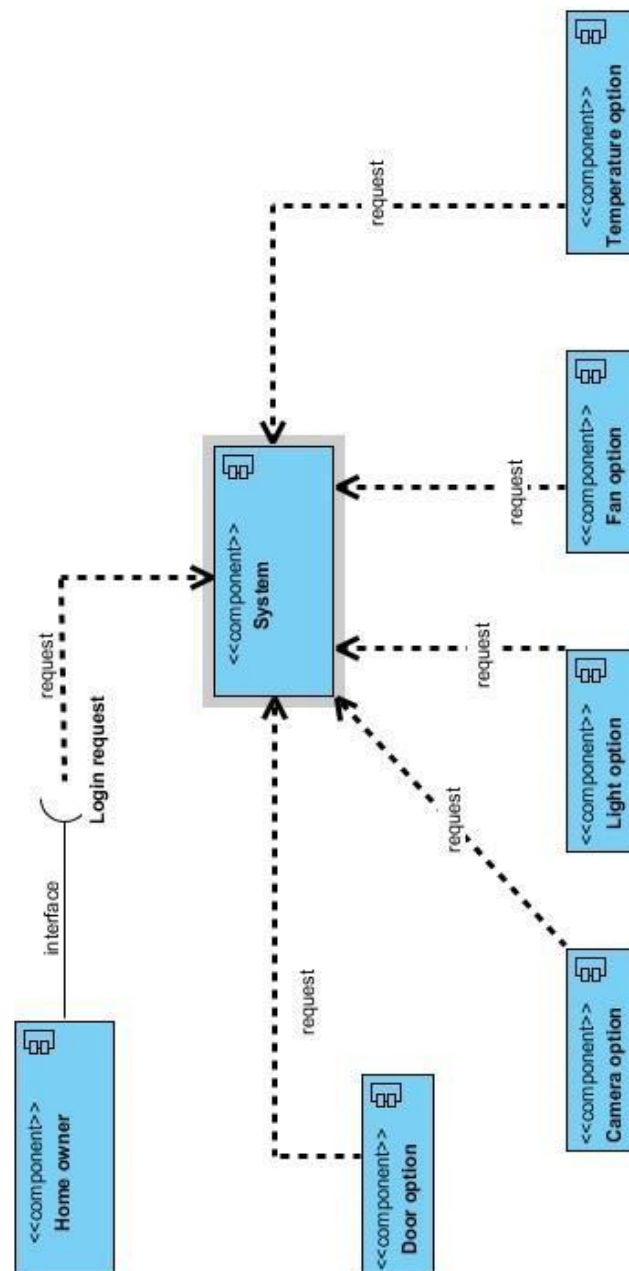 <<component>>
Home owner
interface
Login request
request
<<component>>
System
request
<<component>>
Door option
request
<<component>>
Camera option
request
<<component>>
Light option
request
<<component>>
Fan option
request
<<component>>
Temperature option